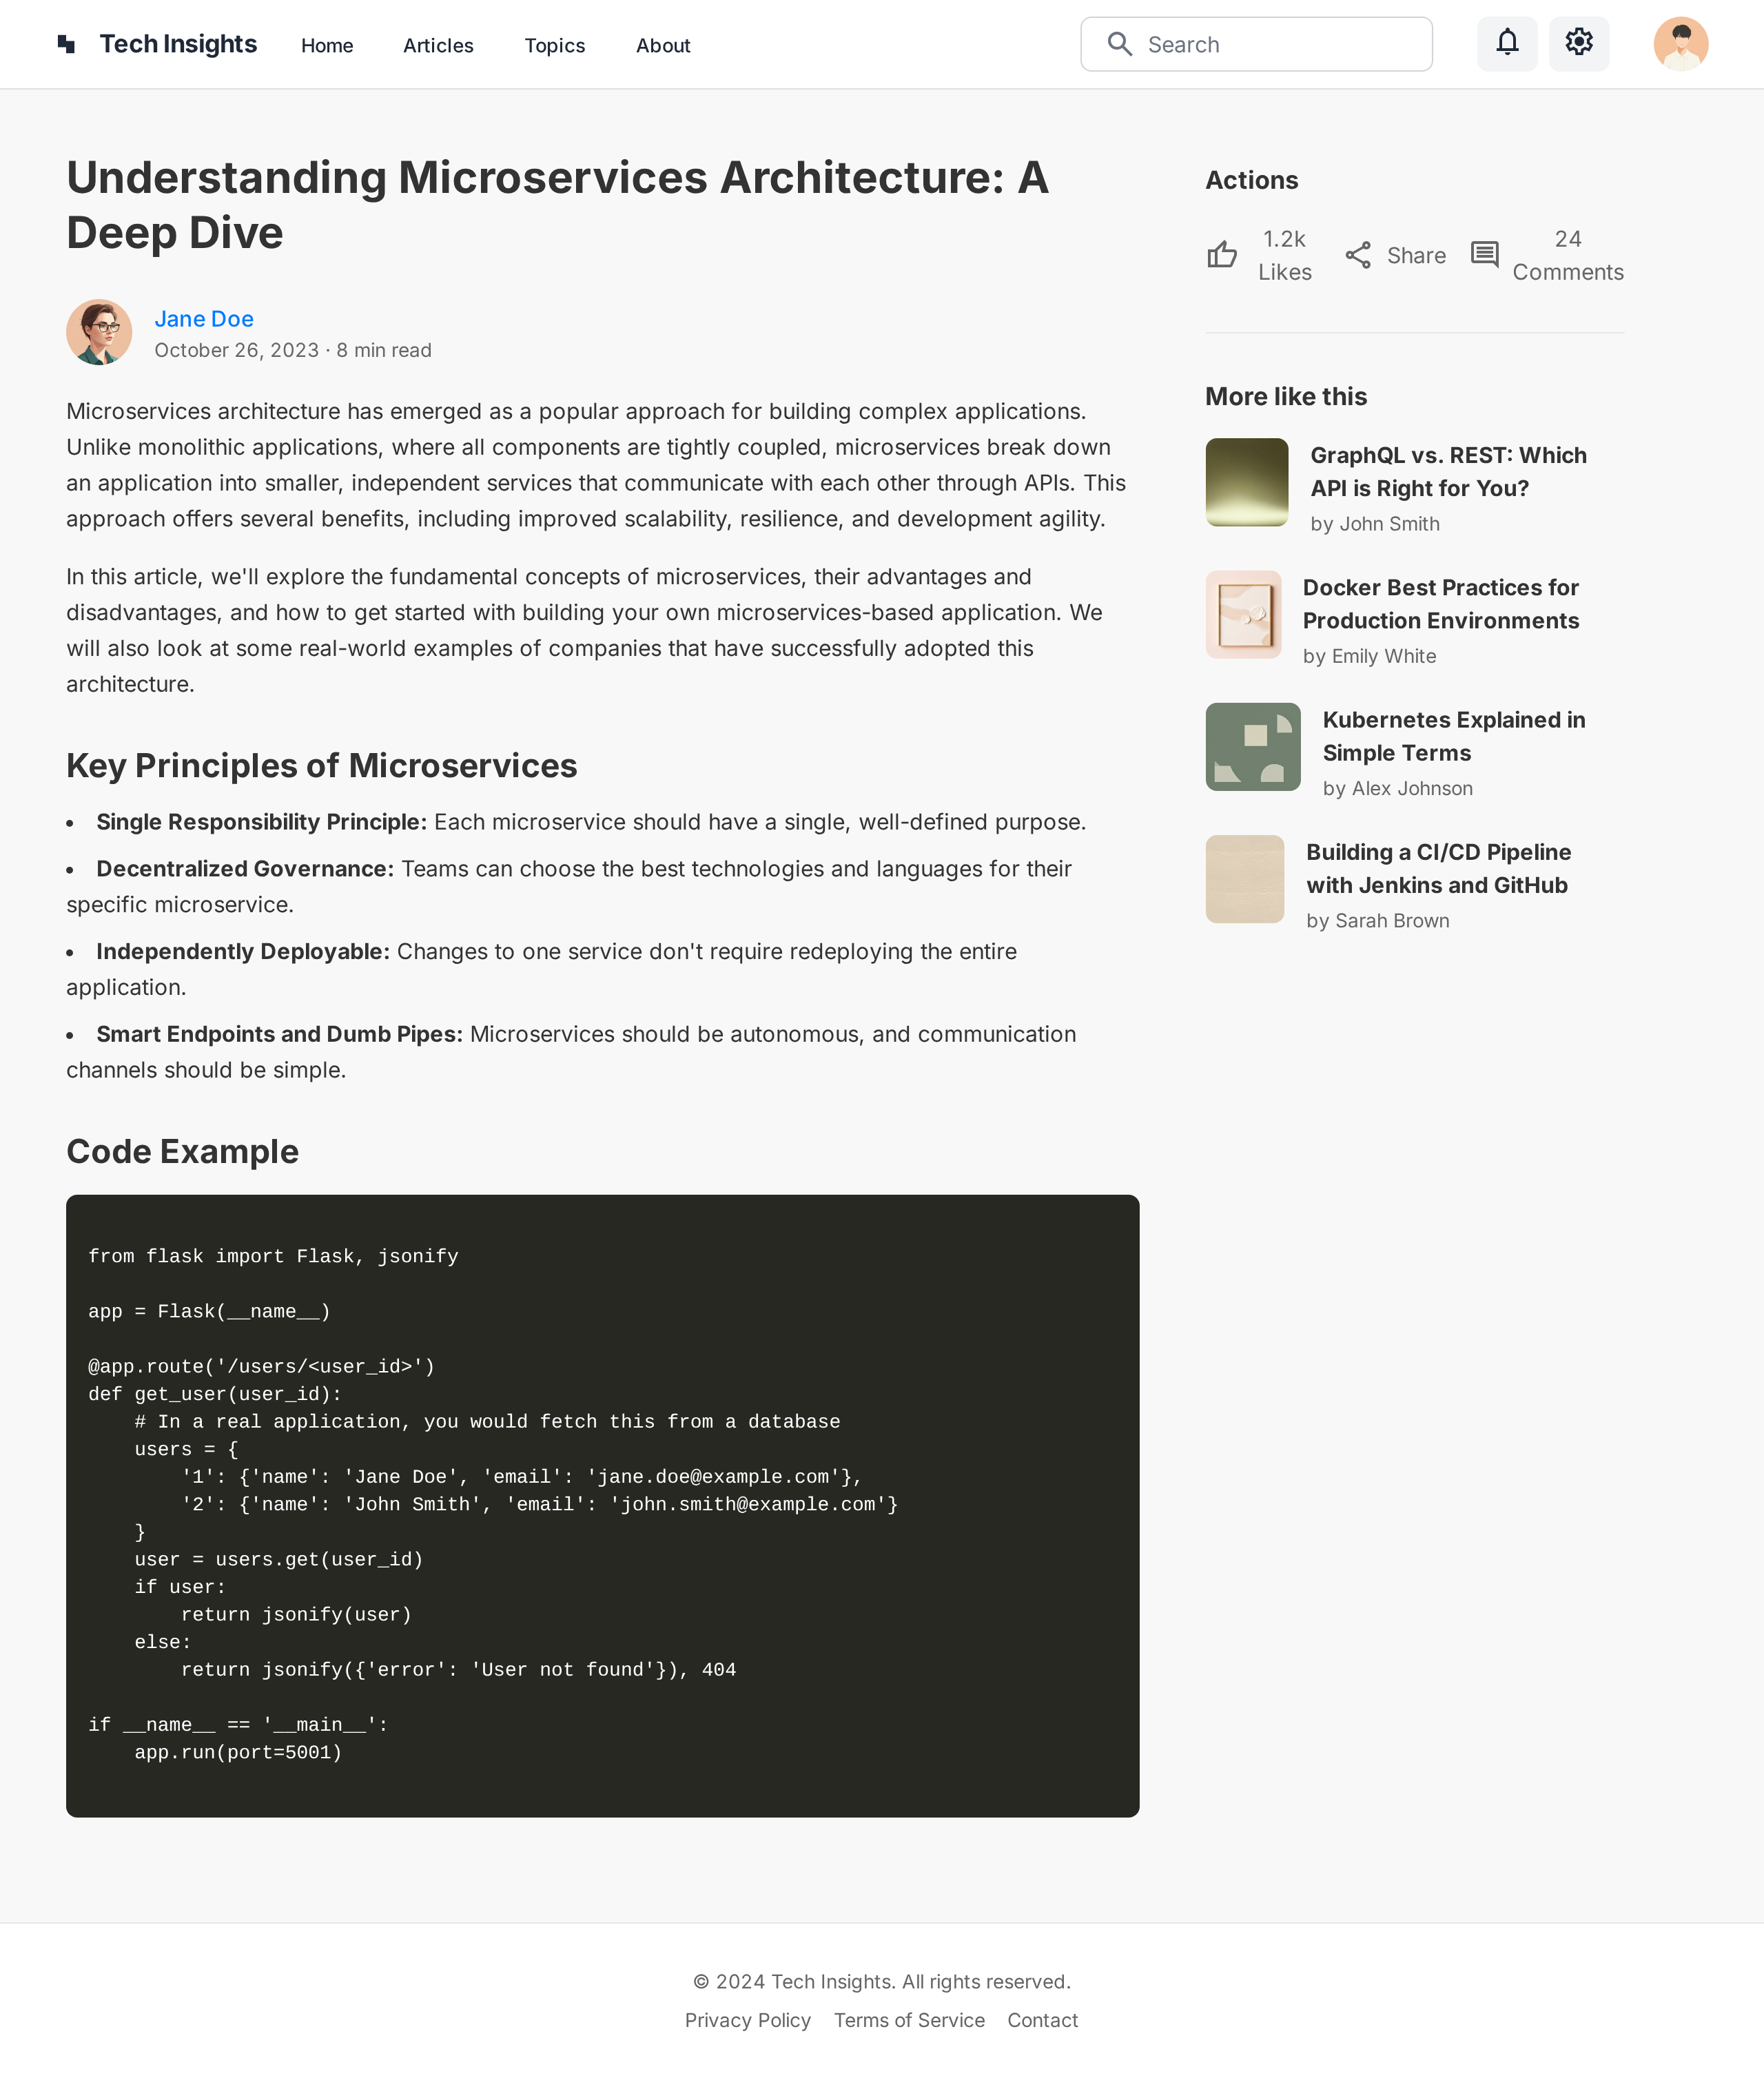 Tech Insights
Home
Articles
Topics
About
Search
Understanding Microservices Architecture: A
Deep Dive
Jane Doe
October 26, 2023 · 8 min read
Microservices architecture has emerged as a popular approach for building complex applications.
Unlike monolithic applications, where all components are tightly coupled, microservices break down
an application into smaller, independent services that communicate with each other through APIs. This
approach offers several benefits, including improved scalability, resilience, and development agility.
In this article, we'll explore the fundamental concepts of microservices, their advantages and
disadvantages, and how to get started with building your own microservices-based application. We
will also look at some real-world examples of companies that have successfully adopted this
architecture.
Key Principles of Microservices
• Single Responsibility Principle: Each microservice should have a single, well-defined purpose.
• Decentralized Governance: Teams can choose the best technologies and languages for their
specific microservice.
• Independently Deployable: Changes to one service don't require redeploying the entire
application.
• Smart Endpoints and Dumb Pipes: Microservices should be autonomous, and communication
channels should be simple.
Code Example
from flask import Flask, jsonify

app = Flask(__name__)

@app.route('/users/<user_id>')
def get_user(user_id):
    # In a real application, you would fetch this from a database
    users = {
        '1': {'name': 'Jane Doe', 'email': 'jane.doe@example.com'},
        '2': {'name': 'John Smith', 'email': 'john.smith@example.com'}
    }
    user = users.get(user_id)
    if user:
        return jsonify(user)
    else:
        return jsonify({'error': 'User not found'}), 404

if __name__ == '__main__':
    app.run(port=5001)
Actions
1.2k
Likes
Share
24
Comments
More like this
GraphQL vs. REST: Which
API is Right for You?
by John Smith
Docker Best Practices for
Production Environments
by Emily White
Kubernetes Explained in
Simple Terms
by Alex Johnson
Building a CI/CD Pipeline
with Jenkins and GitHub
by Sarah Brown
© 2024 Tech Insights. All rights reserved.
Privacy Policy
Terms of Service
Contact